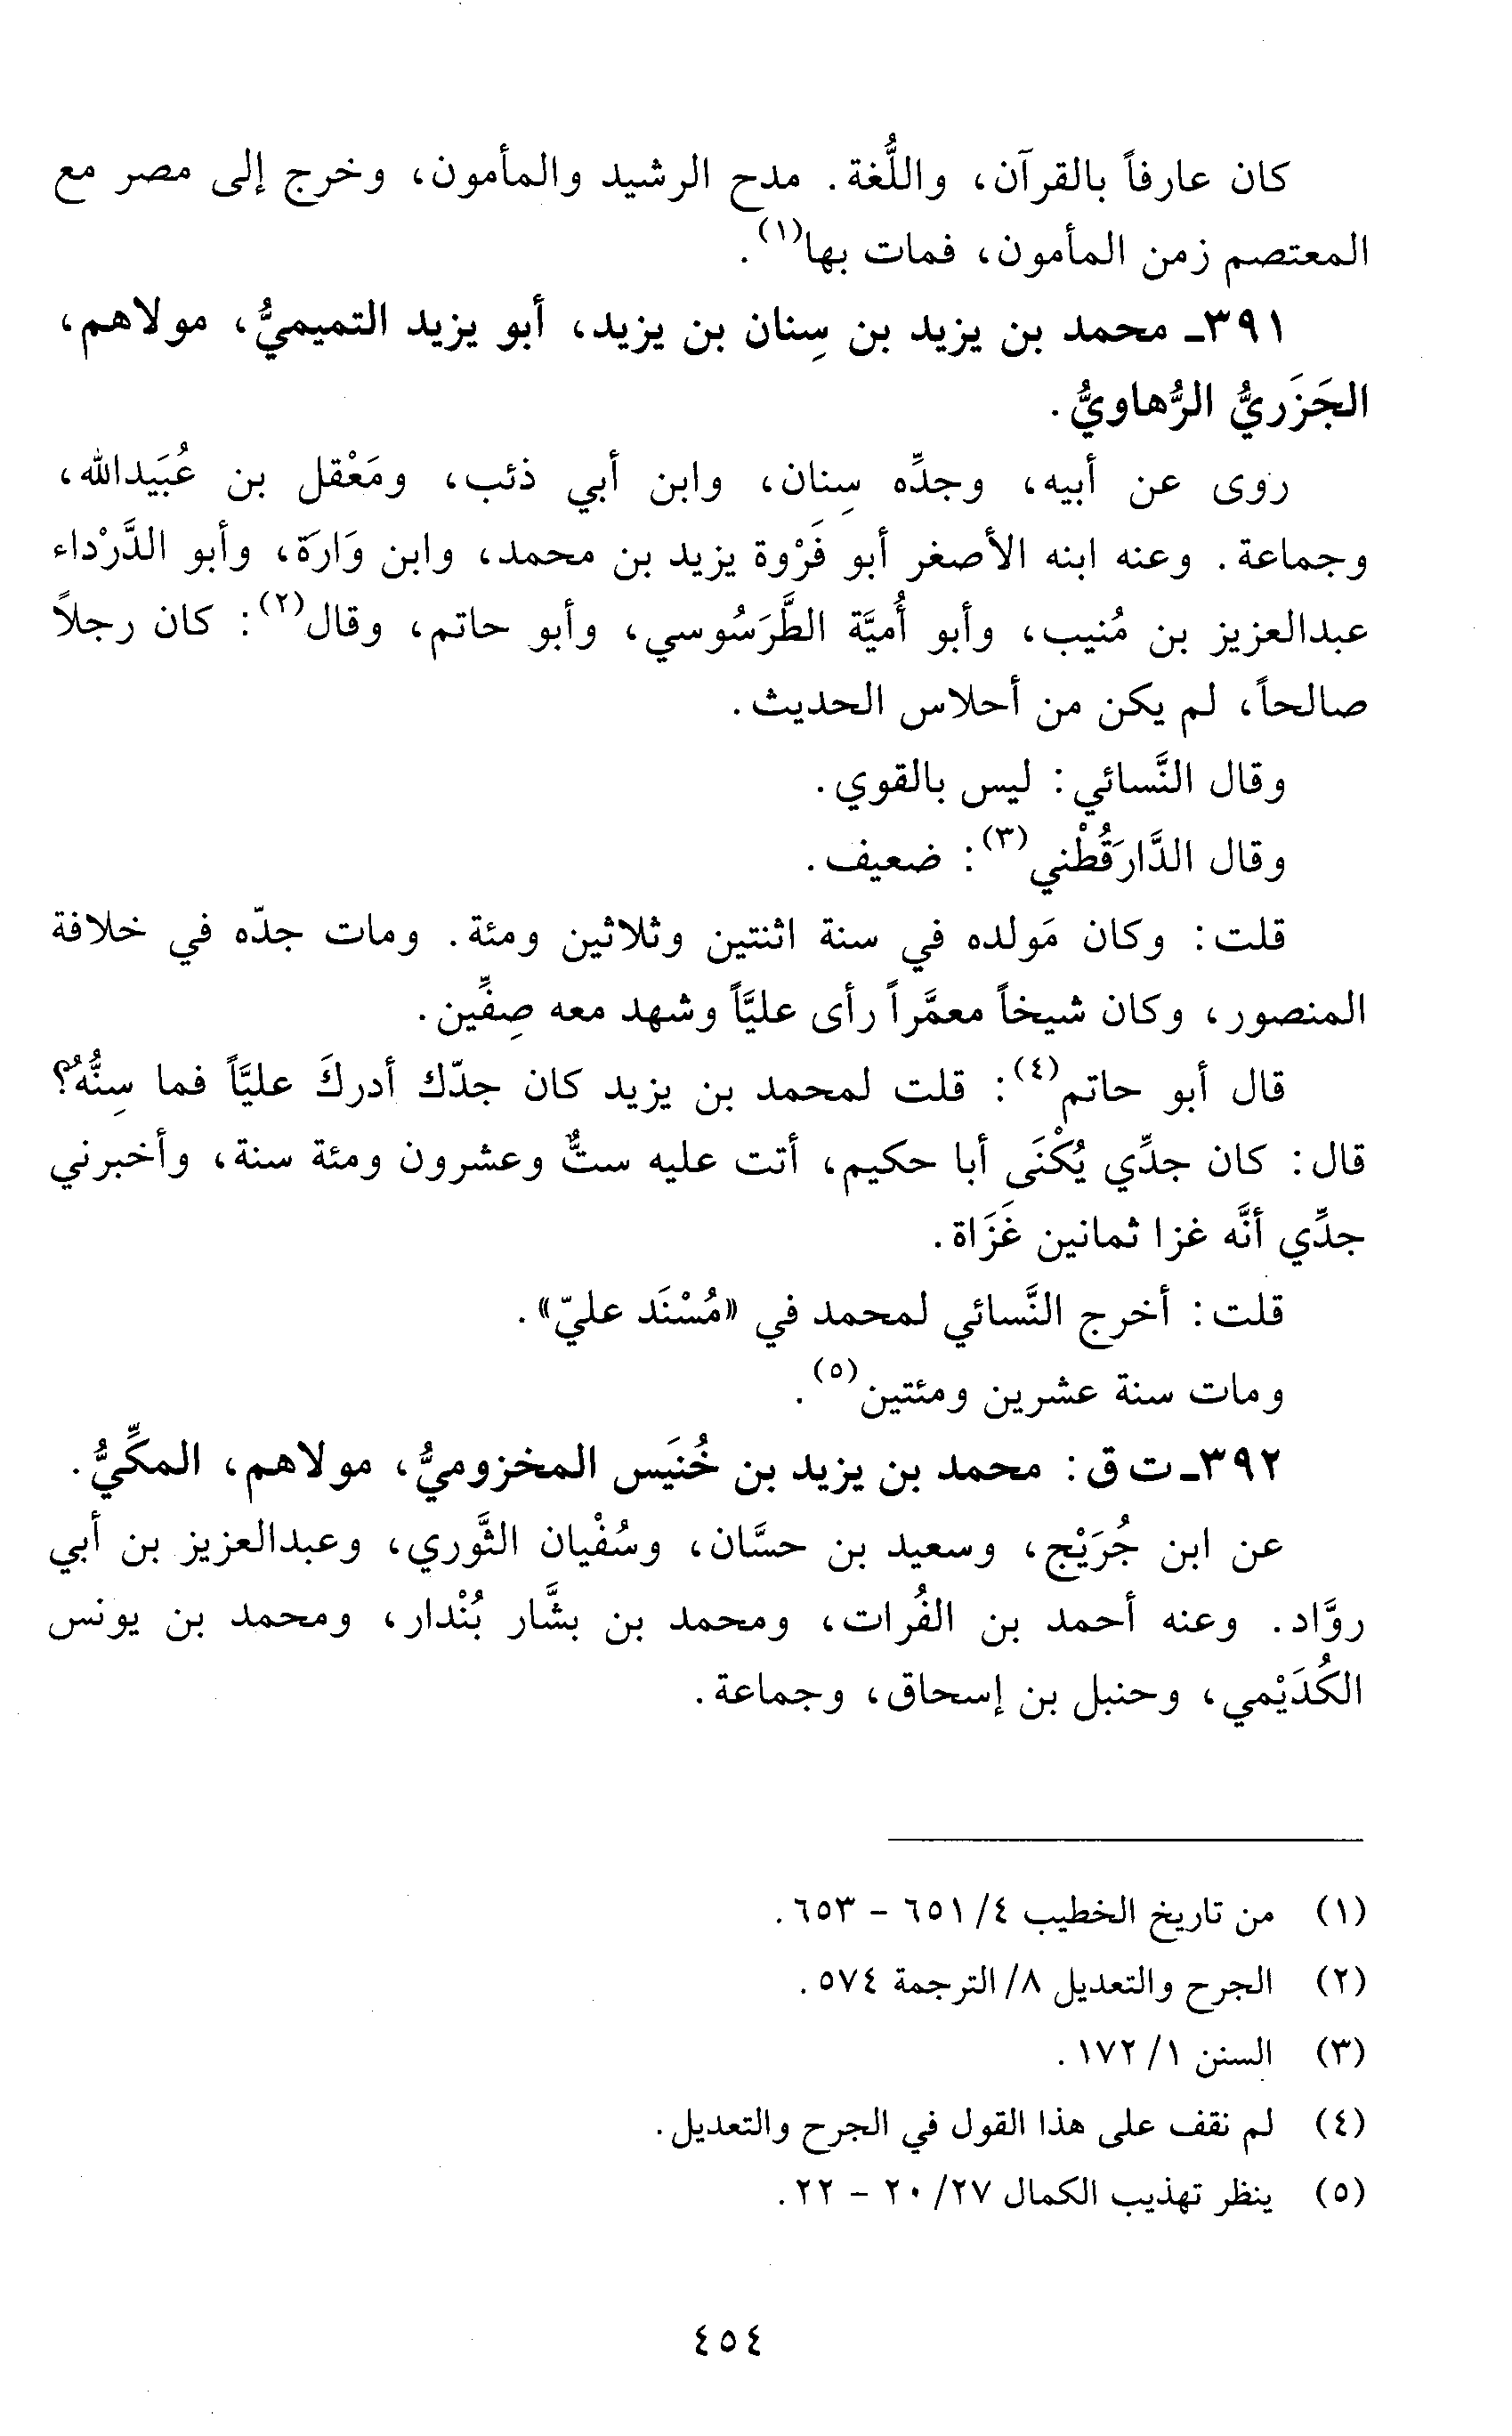 كان عارفاً بالقرآن، واللُّغة. مدح الرشيد والمأمون، وخرج إلى مصر مع
المعتصم زمن المأمون، فمات بها(١).
٣٩١ـ محمد بن يزيد بن سِنان بن يزيد، أبو يزيد التميميُّ، مولاهم،
الجَزَريُّ الرُّهاويُّ.
روى عن أبيه، وجدِّه سِنان، وابن أبي ذئب، ومَعْقل بن عُبَيدالله،
وجماعة. وعنه ابنه الأصغر أبو فَرْوة يزيد بن محمد، وابن وَارَة، وأبو الدَّرْداء
عبدالعزيز بن مُنيب، وأبو أُميَّة الطَّرَسُوسي، وأبو حاتم، وقال(٢): كان رجلاً
صالحاً، لم يكن من أحلاس الحديث.
وقال النَّسائي: ليس بالقوي.
وقال الدَّارَقُطْني(٣): ضعيف.
قلت: وكان مَولده في سنة اثنتين وثلاثين ومئة. ومات جدّه في خلافة
المنصور، وكان شيخاً معمَّراً رأى عليَّاً وشهد معه صِفِّين.
قال أبو حاتم(٤): قلت لمحمد بن يزيد كان جدّك أدركَ عليَّاً فما سِنُّهُ؟
قال: كان جدِّي يُكْنَى أبا حكيم، أتت عليه ستٌّ وعشرون ومئة سنة، وأخبرني
جدِّي أنَّه غزا ثمانين غَزَاة.
قلت: أخرج النَّسائي لمحمد في «مُسْنَد عليّ».
ومات سنة عشرين ومئتين(٥).
٣٩٢ـ ت ق: محمد بن يزيد بن خُنَيس المخزوميُّ، مولاهم، المكِّيُّ.
عن ابن جُرَيْج، وسعيد بن حسَّان، وسُفْيان الثَّوري، وعبدالعزيز بن أبي
روَّاد. وعنه أحمد بن الفُرات، ومحمد بن بشَّار بُنْدار، ومحمد بن يونس
الكُدَيْمي، وحنبل بن إسحاق، وجماعة.
(١) من تاريخ الخطيب ٤/ ٦٥١ - ٦٥٣.
(٢) الجرح والتعديل ٨/ الترجمة ٥٧٤.
(٣) السنن ١/ ١٧٢.
(٤) لم نقف على هذا القول في الجرح والتعديل.
(٥) ينظر تهذيب الكمال ٢٧/ ٢٠ - ٢٢.
٤٥٤